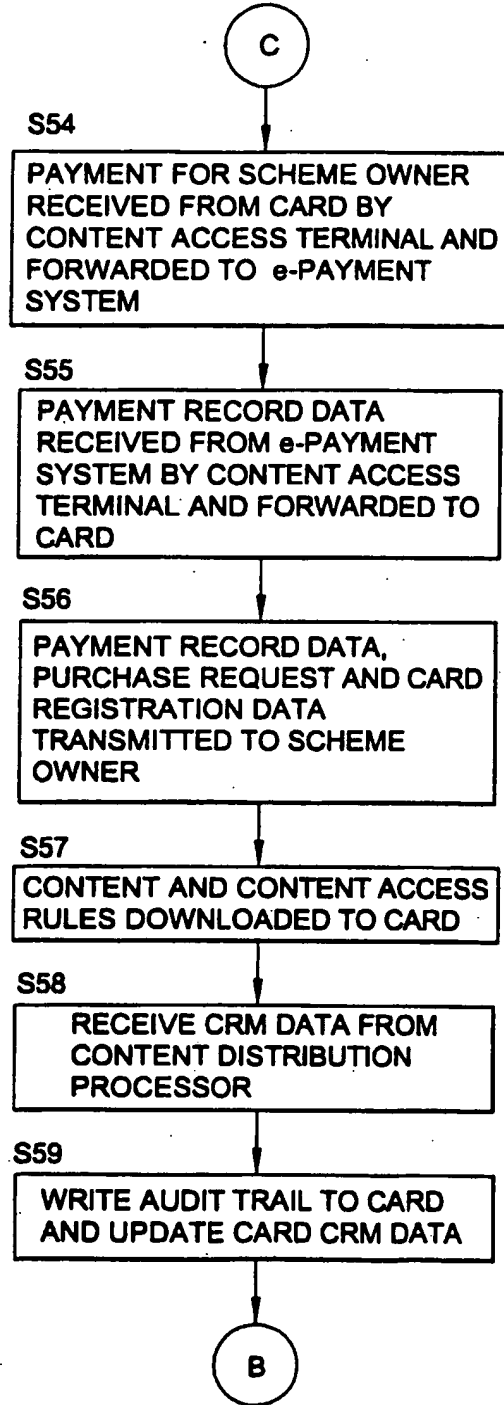 C
S54
PAYMENT FOR SCHEME OWNER
RECEIVED FROM CARD BY
CONTENT ACCESS TERMINAL AND
FORWARDED TO e-PAYMENT
SYSTEM
S55
PAYMENT RECORD DATA
RECEIVED FROM e-PAYMENT
SYSTEM BY CONTENT ACCESS
TERMINAL AND FORWARDED TO
CARD
S56
PAYMENT RECORD DATA,
PURCHASE REQUEST AND CARD
REGISTRATION DATA
TRANSMITTED TO SCHEME
OWNER
S57
CONTENT AND CONTENT ACCESS
RULES DOWNLOADED TO CARD
S58
RECEIVE CRM DATA FROM
CONTENT DISTRIBUTION
PROCESSOR
S59
WRITE AUDIT TRAIL TO CARD
AND UPDATE CARD CRM DATA
B